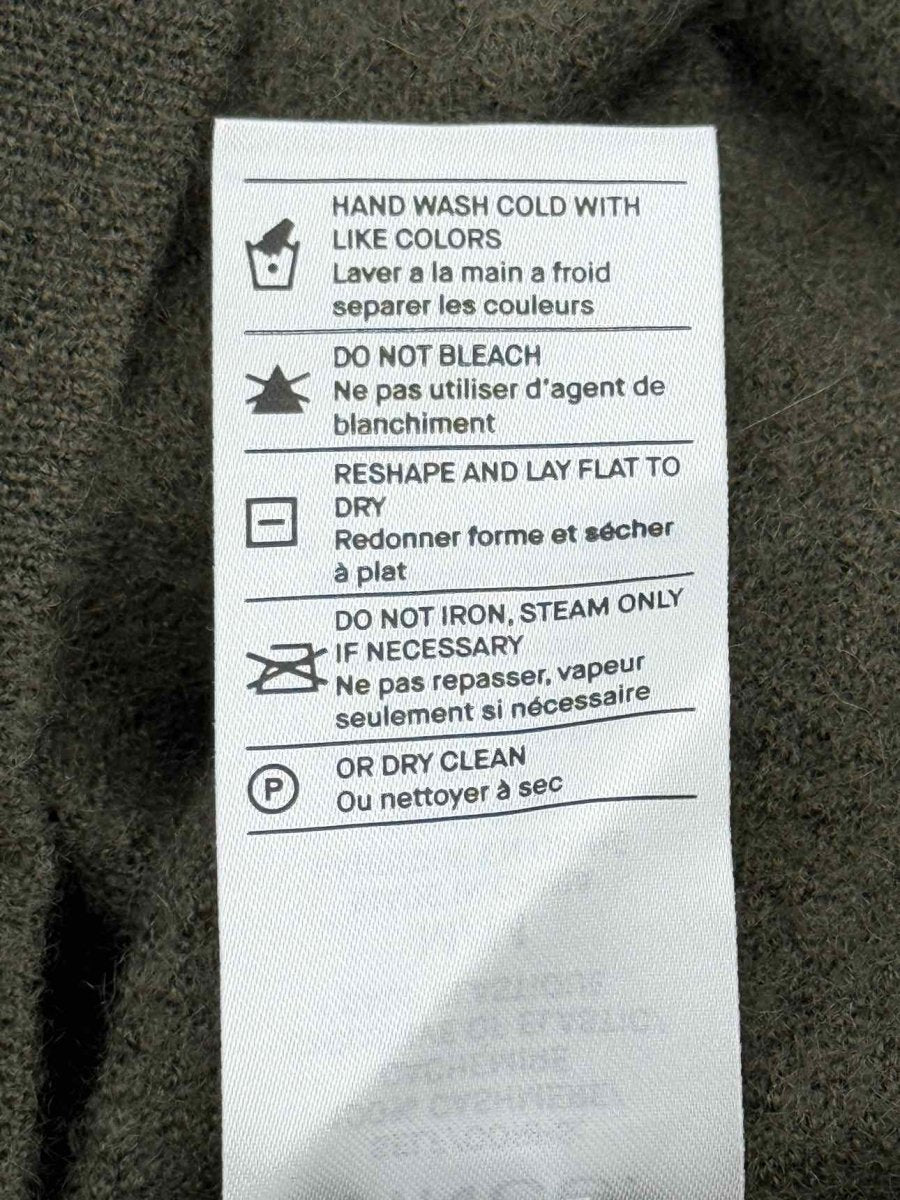 HAND WASH COLD WITH
LIKE COLORS
Laver a la main a froid
separer les couleurs
DO NOT BLEACH
Ne pas utiliser d'agent de
blanchiment
RESHAPE AND LAY FLAT TO
DRY
Redonner forme et sécher
à plat
DO NOT IRON, STEAM ONLY
IF NECESSARY
Ne pas repasser, vapeur
seulement si nécessaire
P
OR DRY CLEAN
Ou nettoyer à sec